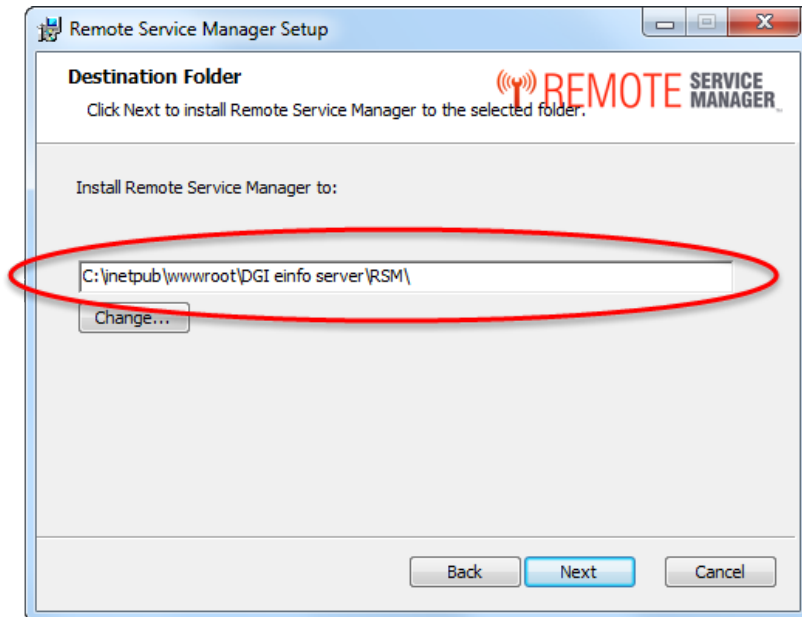 Remote Service Manager Setup
Destination Folder
Click Next to install Remote Service Manager to the selected folder.
REMOTE SERVICE MANAGER
Install Remote Service Manager to:
C:\inetpub\wwwroot\DGI einfo server\RSM\
Change...
Back Next Cancel